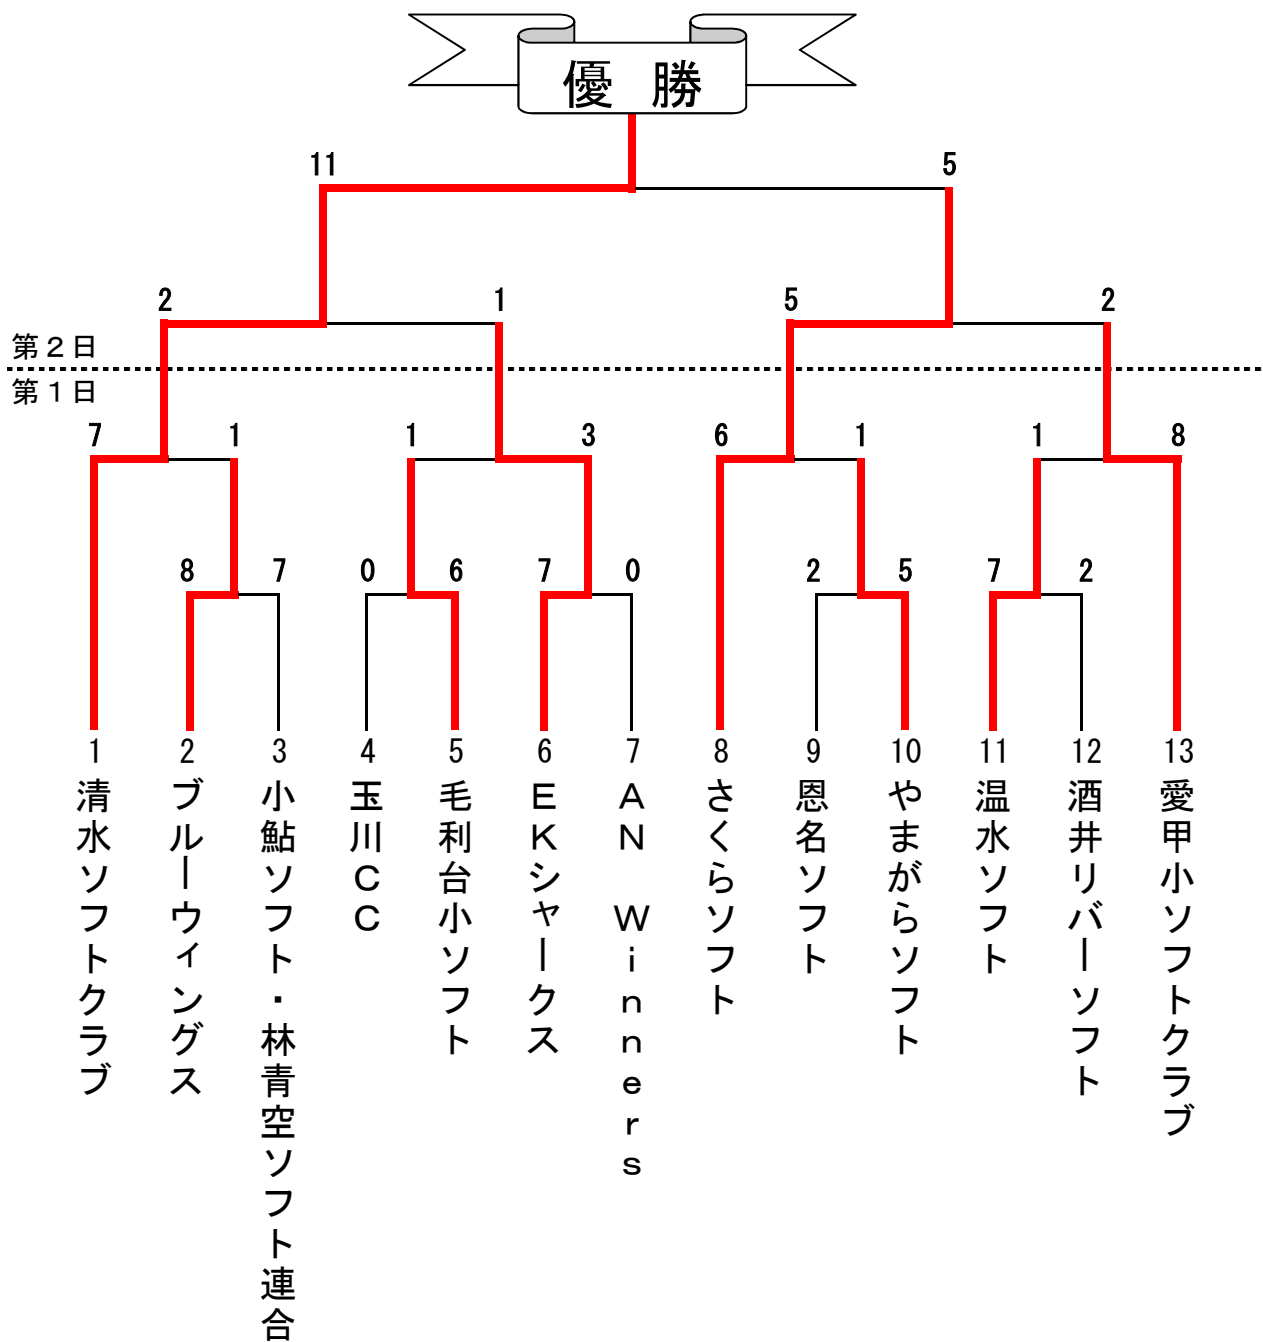 優 勝
11 5
2 1 5 2
第２日
第１日
7 1 1 3 6 1 1 8
8 7 0 6 7 0 2 5 7 2
1 2 3 4 5 6 7 8 9 10 11 12 13
清水ソフトクラブ
ブルーウィングス
小鮎ソフト・林青空ソフト連合
玉川ＣＣ
毛利台小ソフト
ＥＫシャークス
ＡＮ　Ｗｉｎｎｅｒｓ
さくらソフト
恩名ソフト
やまがらソフト
温水ソフト
酒井リバーソフト
愛甲小ソフトクラブ